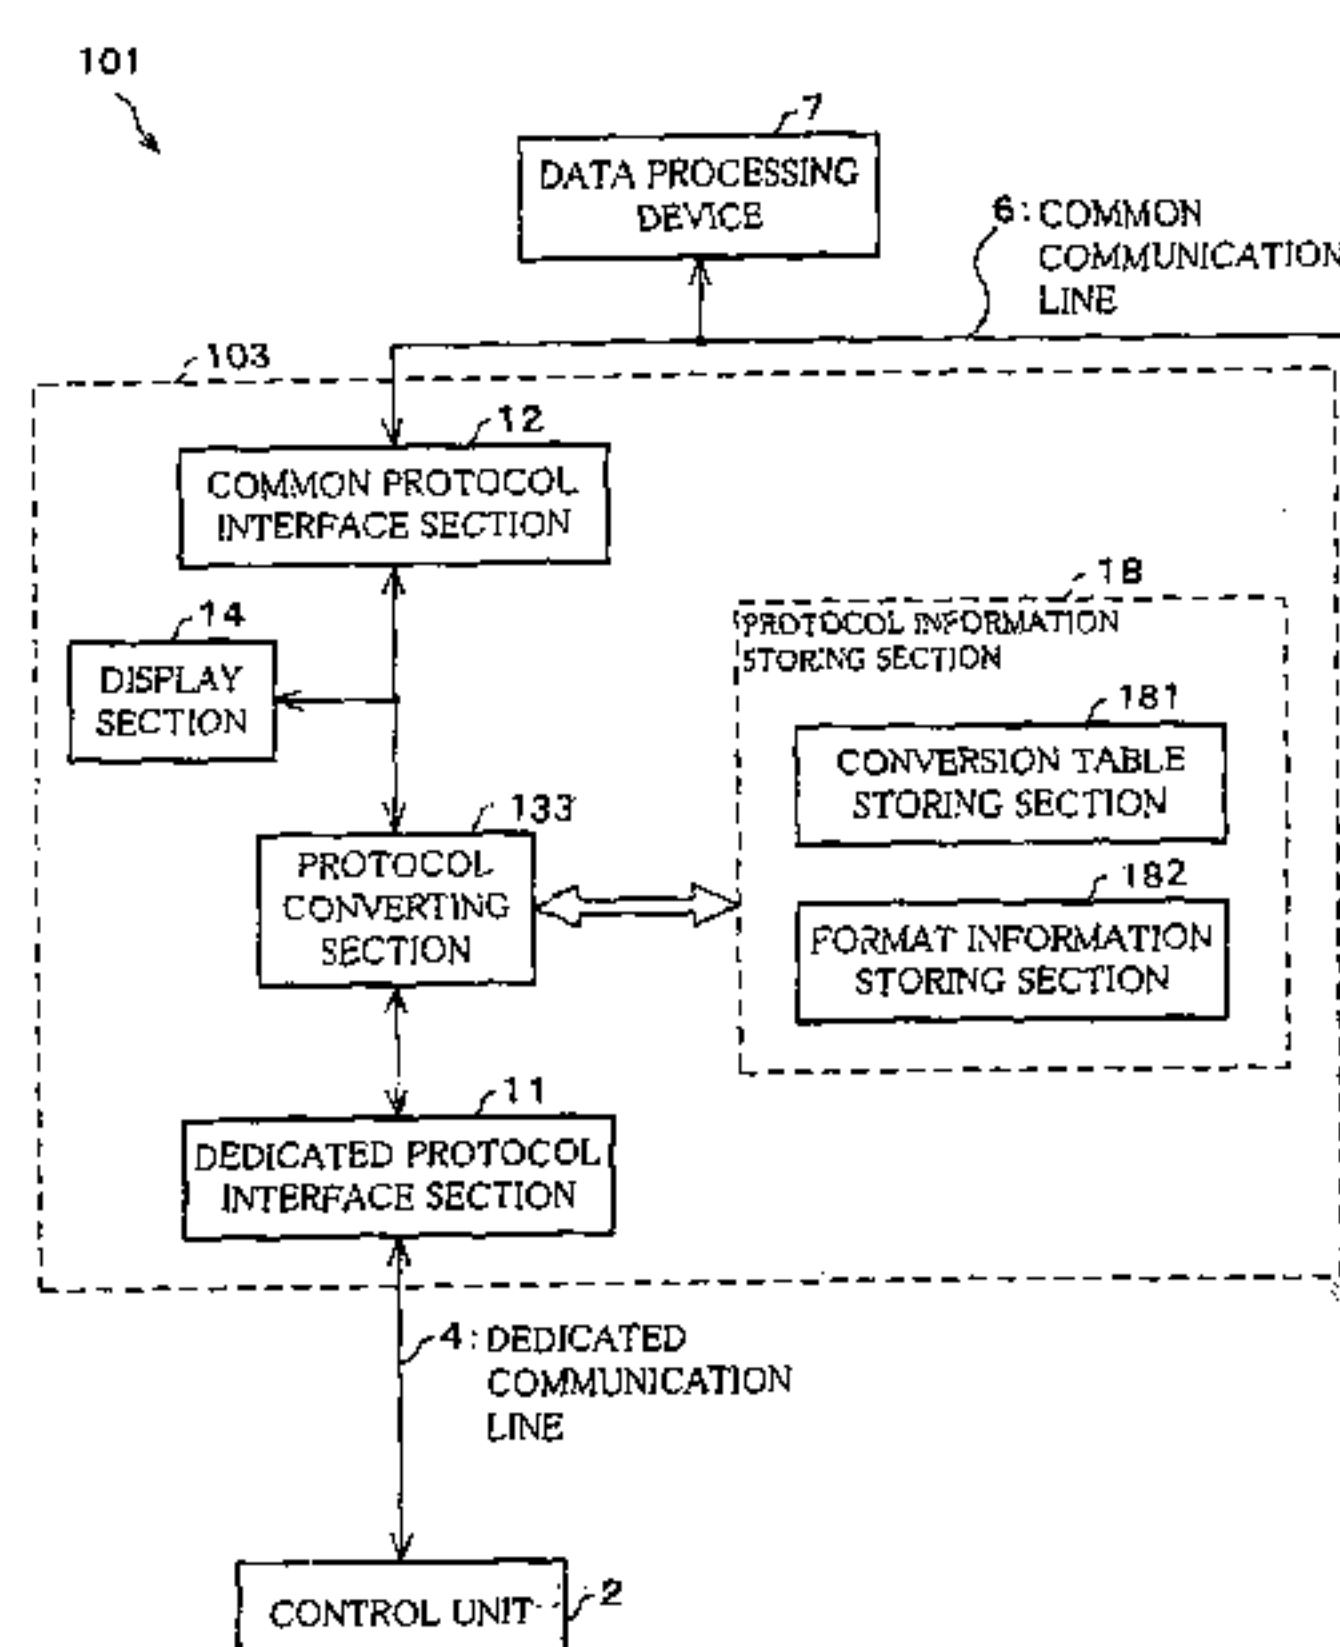 101
7
DATA PROCESSING
DEVICE
6: COMMON
COMMUNICATION
LINE
103
12
COMMON PROTOCOL
INTERFACE SECTION
18
PROTOCOL INFORMATION
STORING SECTION
14
DISPLAY
SECTION
181
CONVERSION TABLE
STORING SECTION
133
PROTOCOL
CONVERTING
SECTION
182
FORMAT INFORMATION
STORING SECTION
11
DEDICATED PROTOCOL
INTERFACE SECTION
4: DEDICATED
COMMUNICATION
LINE
CONTROL UNIT
2